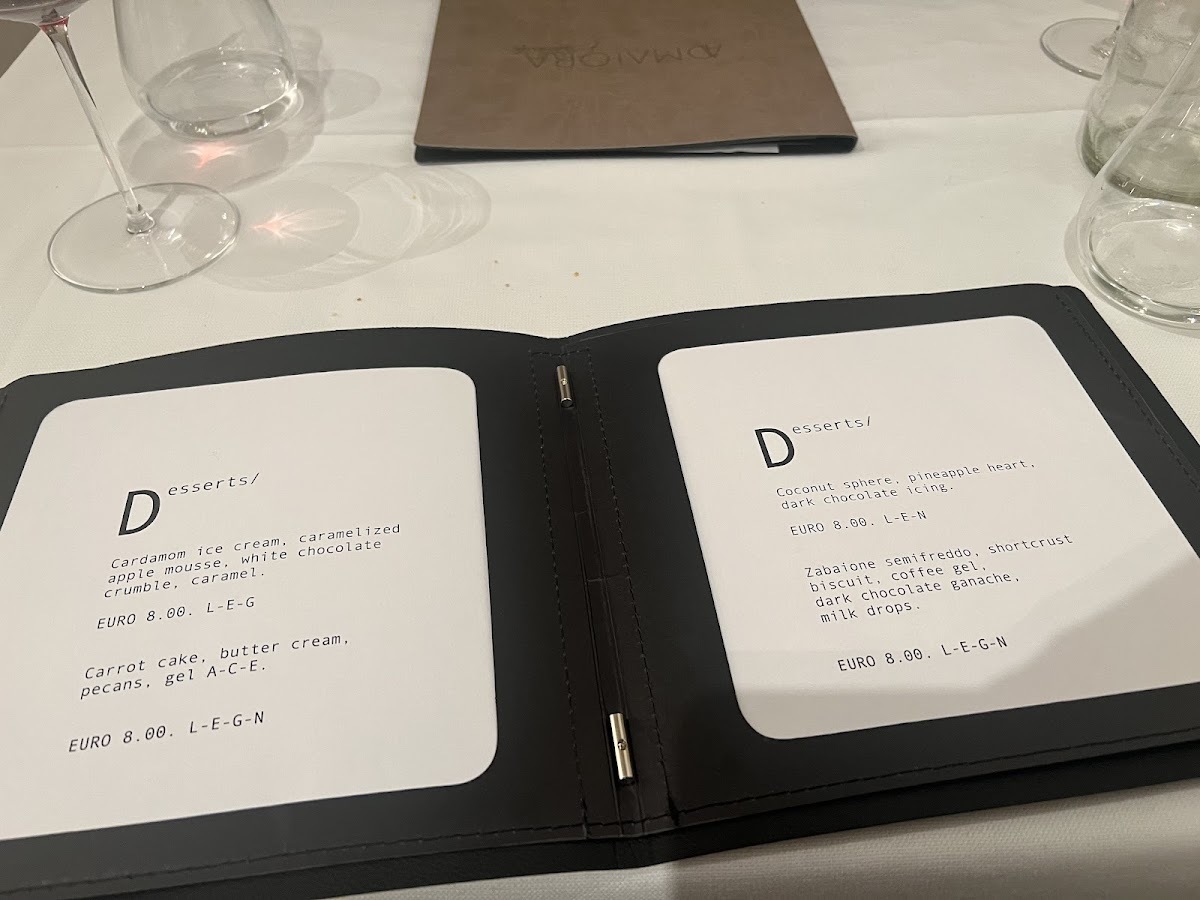 Desserts/
Cardamom ice cream, caramelized
apple mousse, white chocolate
crumble, caramel.
EURO 8.00. L-E-G
Carrot cake, butter cream,
pecans, gel A-C-E.
EURO 8.00. L-E-G-N
Desserts/
Coconut sphere, pineapple heart,
dark chocolate icing.
EURO 8.00. L-E-N
Zabaione semifreddo, shortcrust
biscuit, coffee gel,
dark chocolate ganache,
milk drops.
EURO 8.00. L-E-G-N